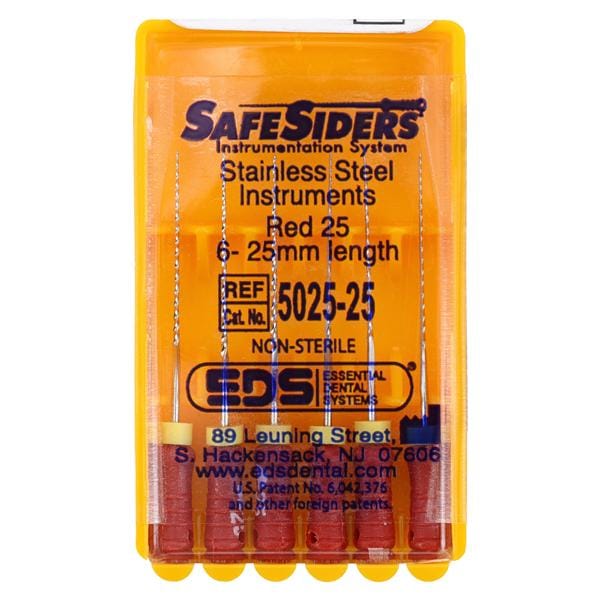 SAFESIDERS®
Instrumentation System
Stainless Steel
Instruments
Red 25
6- 25mm length
REF
Cat. No.
5025-25
NON-STERILE
EDS
ESSENTIAL
DENTAL
SYSTEMS
®
89 Leuning Street,
S. Hackensack, NJ 07606
www.edsdental.com
U.S. Patent No. 6,042,376
and other foreign patents.